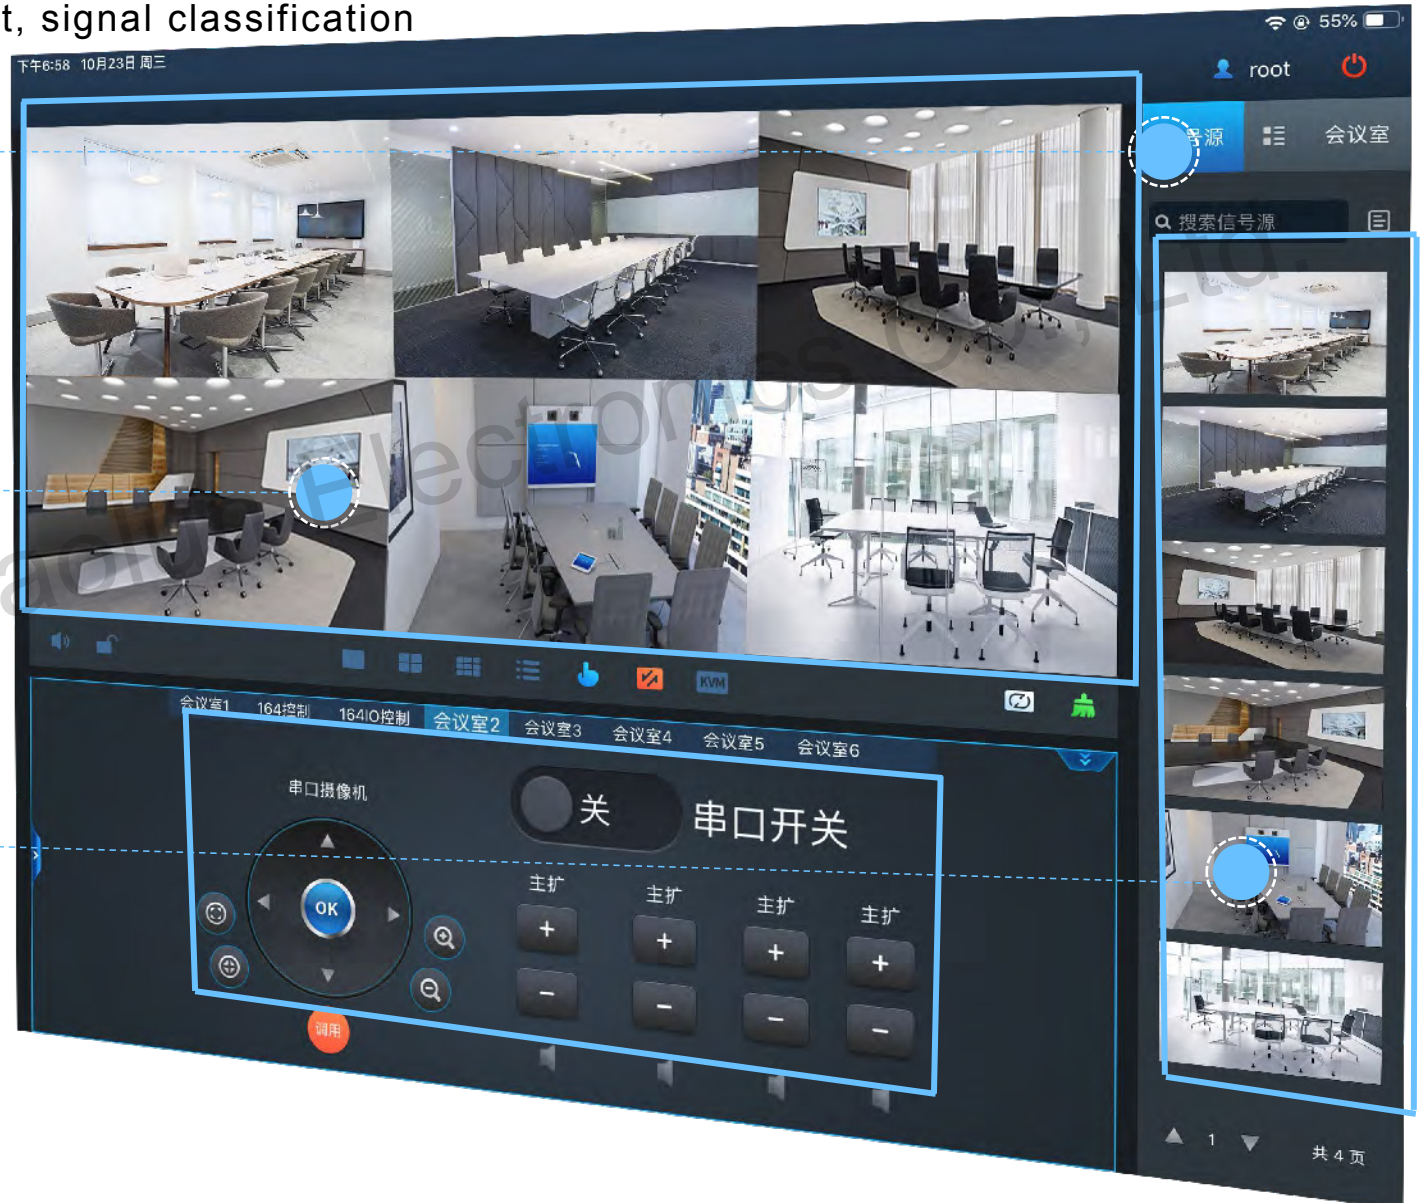 t, signal classification
55%
下午6:58 10月23日 周三
root
号源
会议室
搜索信号源
KVM
会议室1 164控制 164IO控制 会议室2 会议室3 会议室4 会议室5 会议室6
串口摄像机
关 串口开关
主扩 主扩 主扩 主扩
OK
+ + + +
- - - -
调用
1
共 4 页
Electronics Co., Ltd.